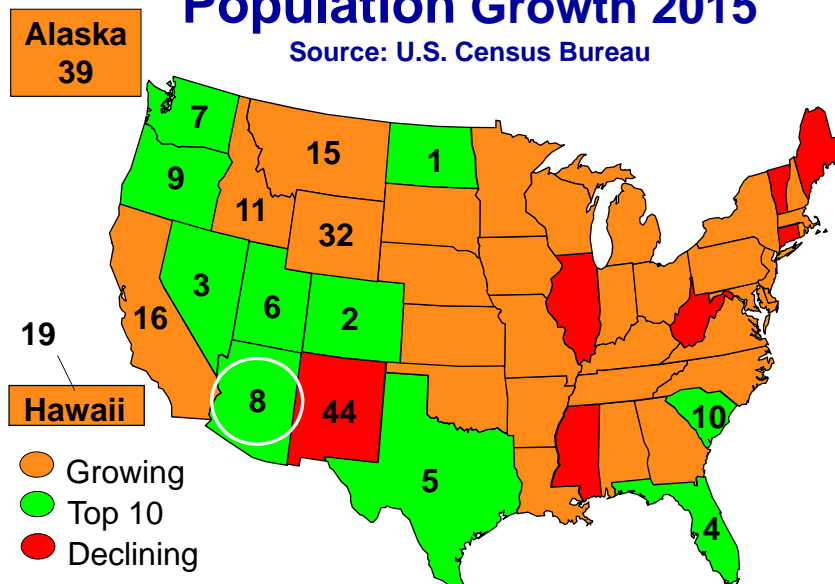 Population Growth 2015
Source: U.S. Census Bureau
Alaska
39
7
15
1
9
11
32
3
6
2
16
19
Hawaii
8
44
10
5
4
Growing
Top 10
Declining